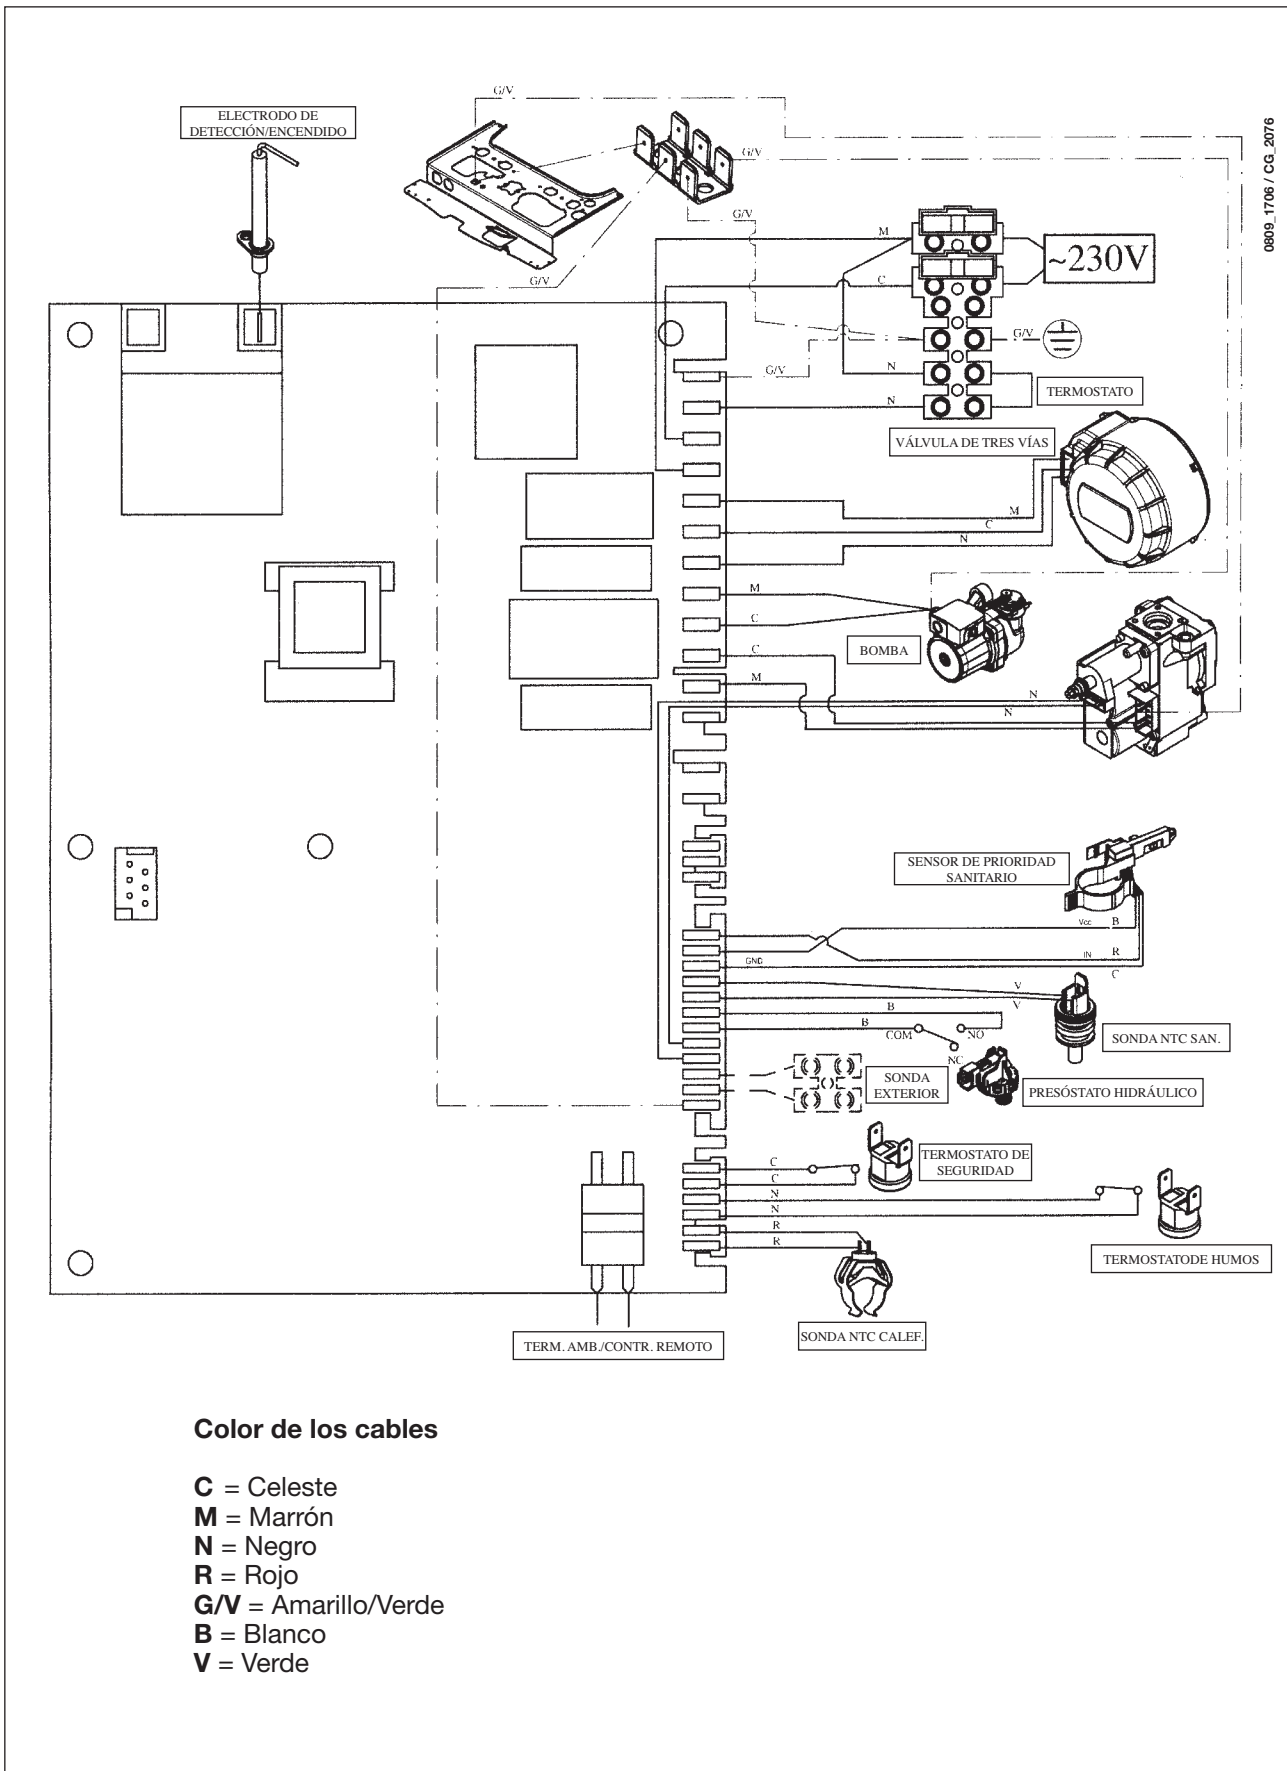 G/V
ELECTRODO DE
DETECCIÓN/ENCENDIDO
0809_1706 / CG_2076
G/V
G/V
M
~230V
G/V
C
G/V
G/V
N
TERMOSTATO
N
VÁLVULA DE TRES VÍAS
M
C
N
M
C
BOMBA
C
M
N
N
SENSOR DE PRIORIDAD
SANITARIO
Vcc B
GND
IN R
C
V
V
B
B
COM
NO
SONDA NTC SAN.
NC
SONDA
EXTERIOR
PRESÓSTATO HIDRÁULICO
TERMOSTATO DE
SEGURIDAD
C
C
N
N
R
R
TERMOSTATODE HUMOS
SONDA NTC CALEF.
TERM. AMB./CONTR. REMOTO
Color de los cables
C = Celeste
M = Marrón
N = Negro
R = Rojo
G/V = Amarillo/Verde
B = Blanco
V = Verde